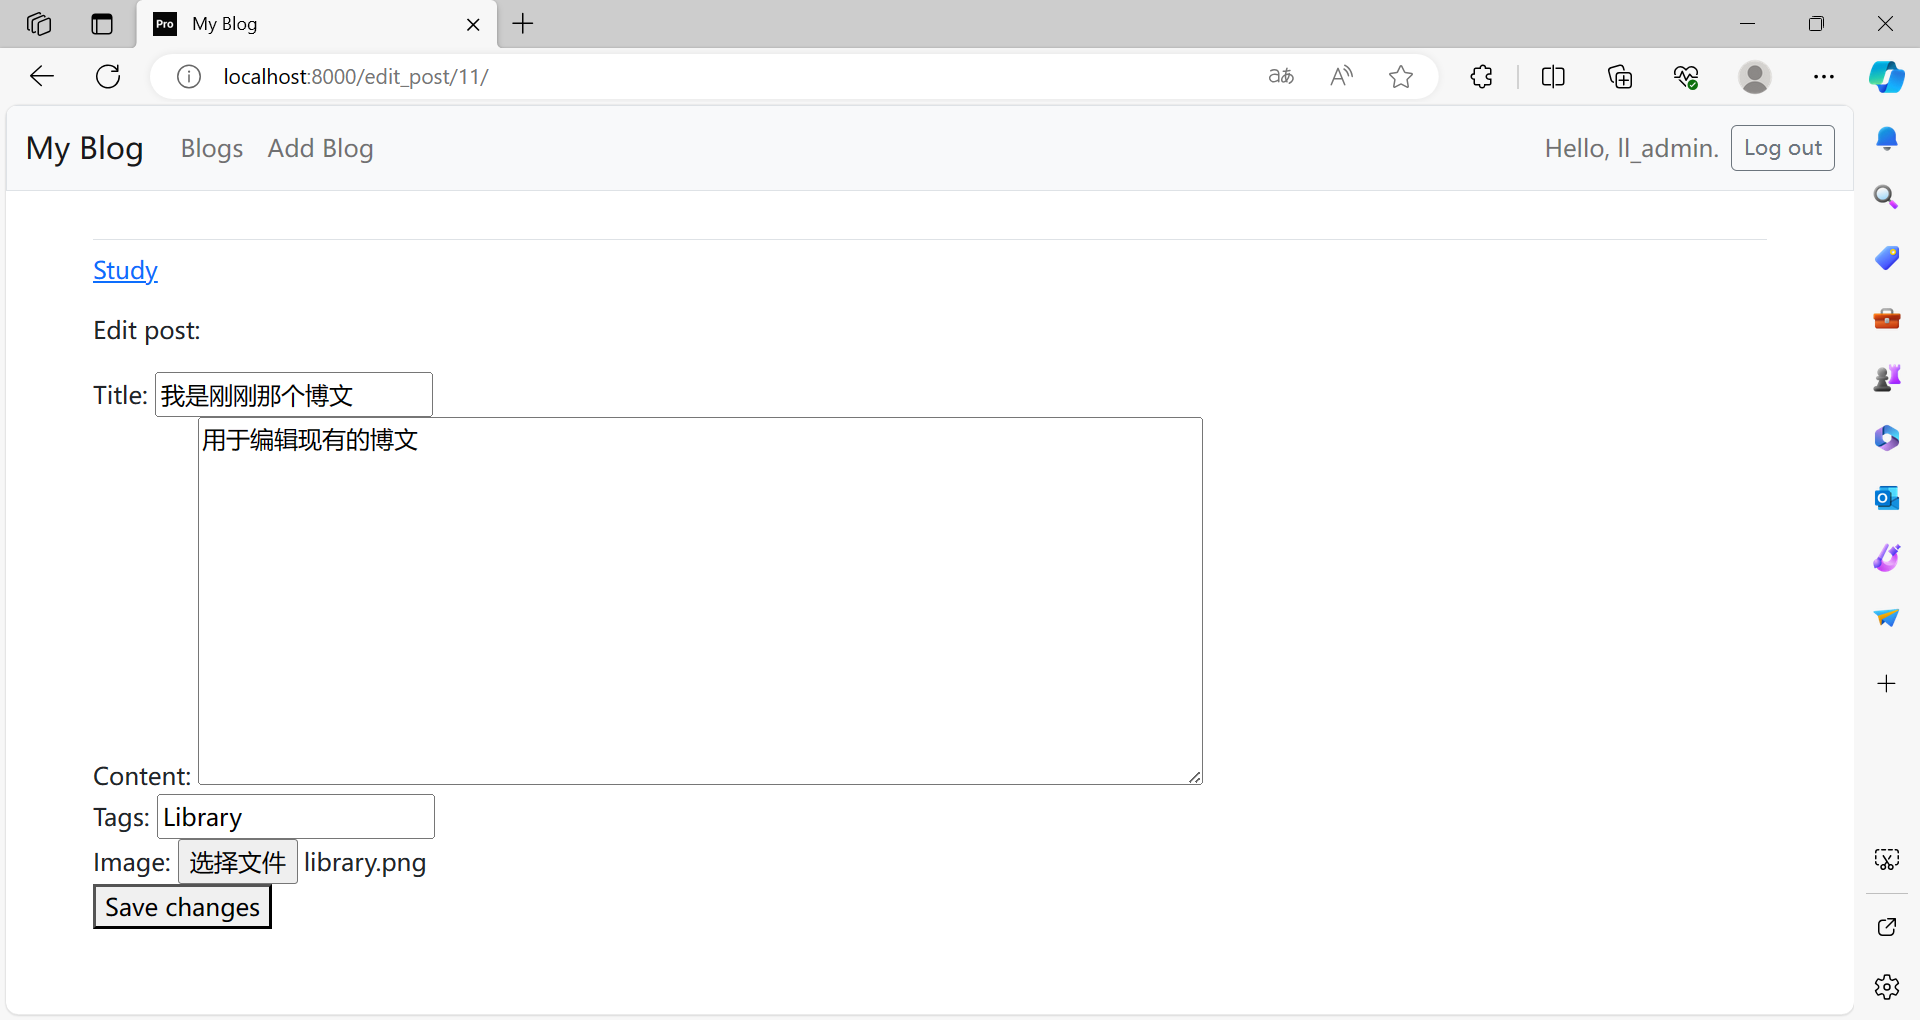 Pro My Blog
localhost:8000/edit_post/11/
My Blog Blogs Add Blog Hello, ll_admin. Log out
Study
Edit post:
Title: 我是刚刚那个博文
用于编辑现有的博文
Content:
Tags: Library
Image: 选择文件 library.png
Save changes